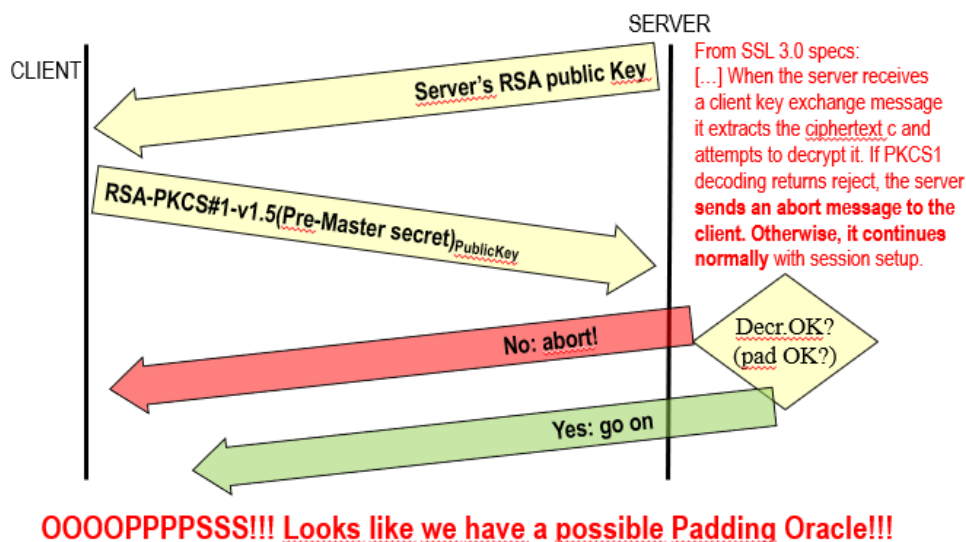 SERVER
CLIENT
From SSL 3.0 specs:
[...] When the server receives
a client key exchange message
it extracts the ciphertext c and
attempts to decrypt it. If PKCS1
decoding returns reject, the server
sends an abort message to the
client. Otherwise, it continues
normally with session setup.
Server's RSA public Key
RSA-PKCS#1-v1.5(Pre-Master secret)PublicKey
Decr.OK?
(pad OK?)
No: abort!
Yes: go on
OOOOPPPPSSS!!! Looks like we have a possible Padding Oracle!!!